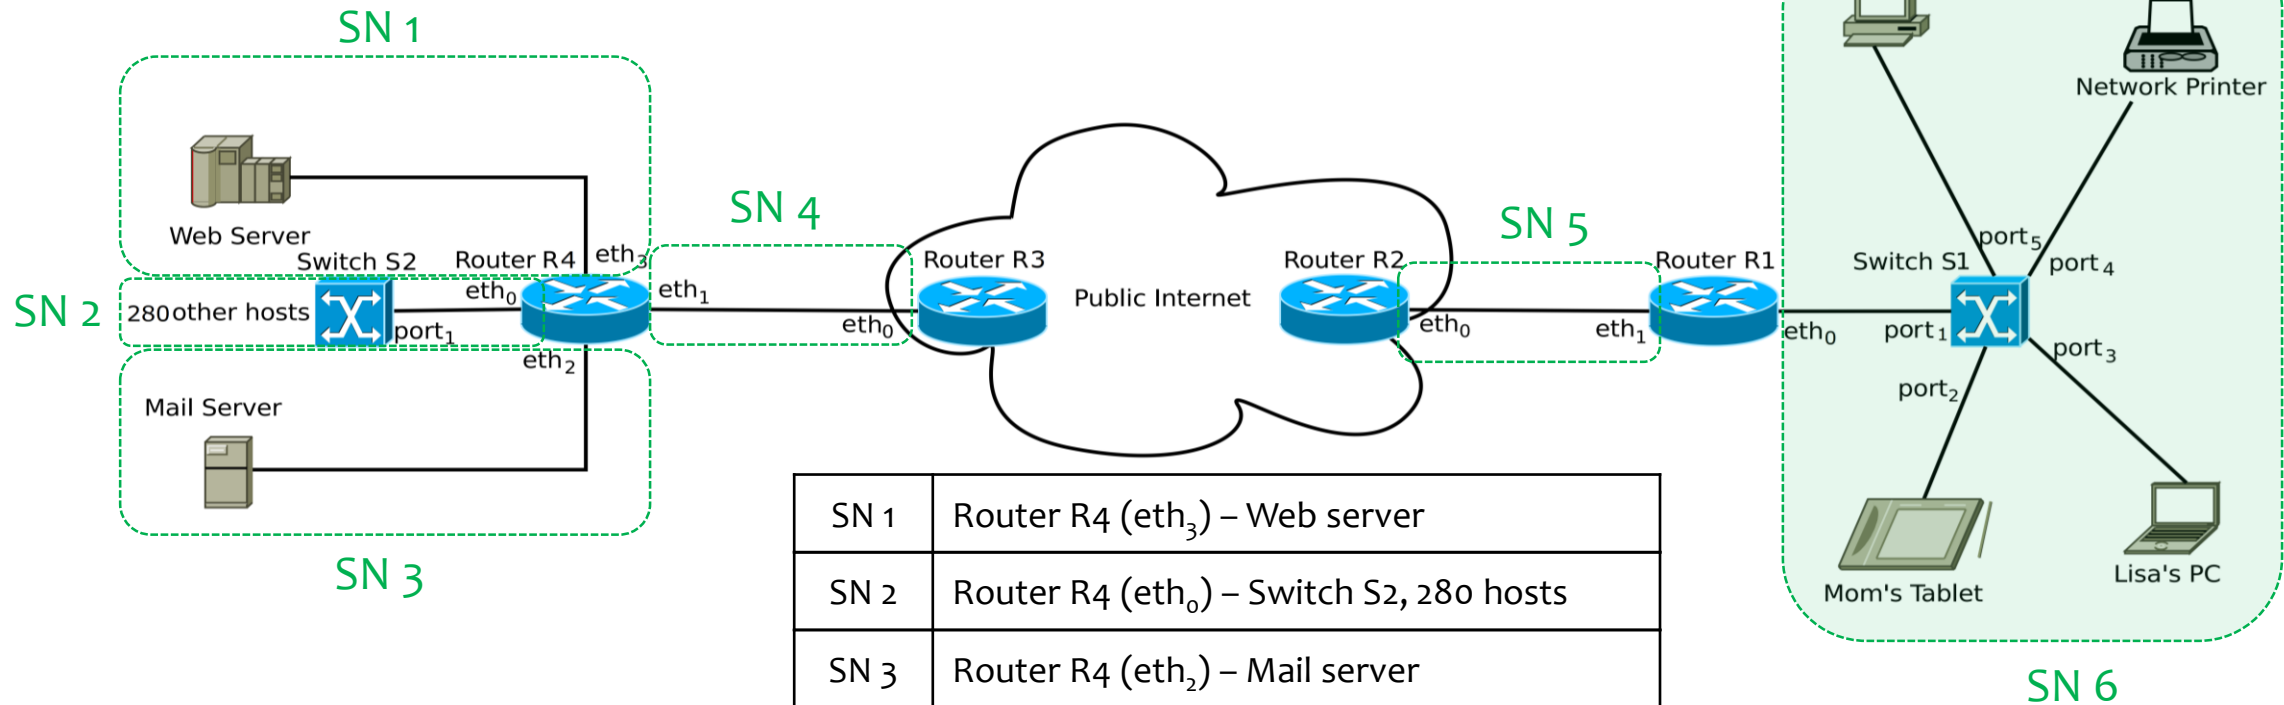 SN 1
Network Printer
SN 4
SN 5
Web Server
port5
Switch S2
Router R4
eth3
Router R3
Router R2
Router R1
Switch S1
port4
SN 2
280 other hosts
eth0
eth1
Public Internet
port1
eth0
eth0
eth1
eth0
port1
port3
eth2
port2
Mail Server
SN 1 Router R4 (eth3) – Web server
SN 2 Router R4 (eth0) – Switch S2, 280 hosts
SN 3 Router R4 (eth2) – Mail server
SN 3
Lisa's PC
Mom's Tablet
SN 6